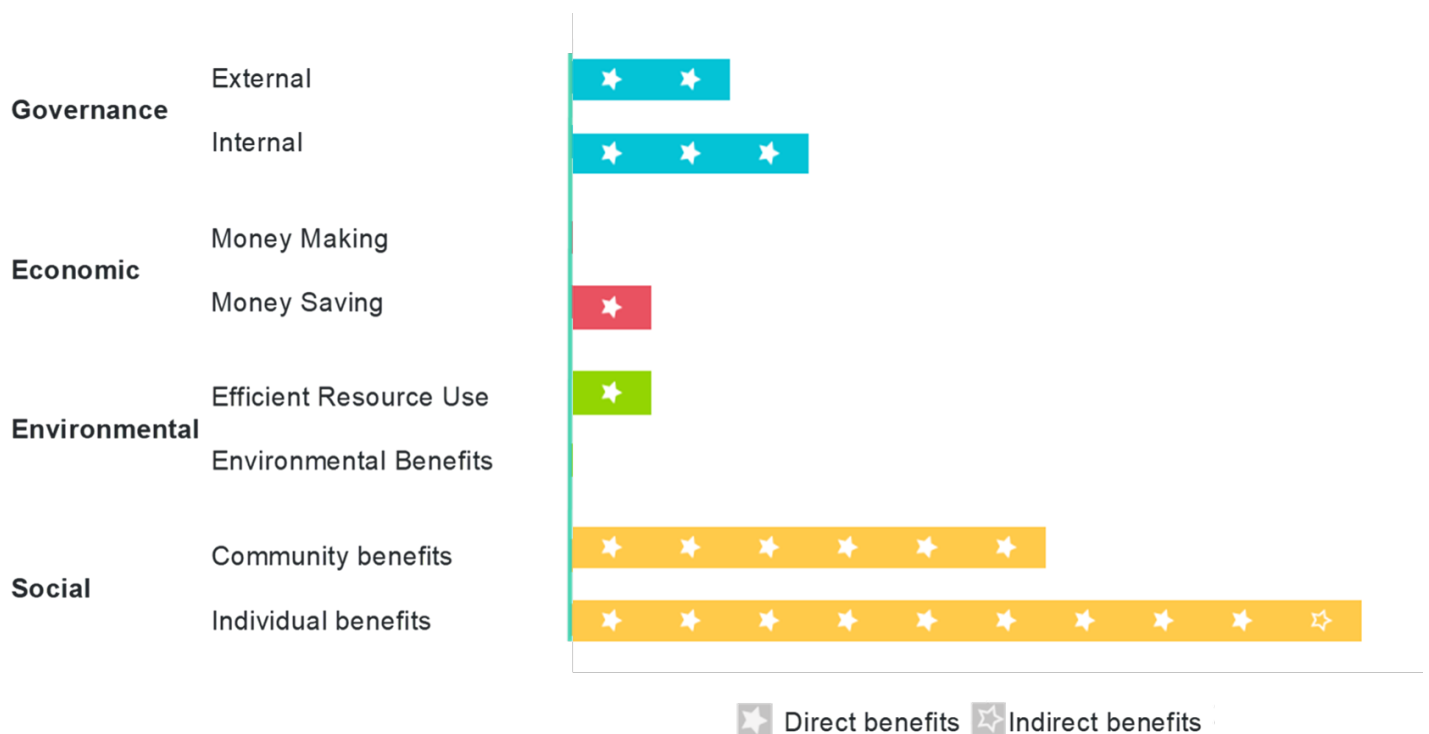 External
Governance
Internal
Money Making
Economic
Money Saving
Efficient Resource Use
Environmental
Environmental Benefits
Community benefits
Social
Individual benefits
Direct benefits Indirect benefits